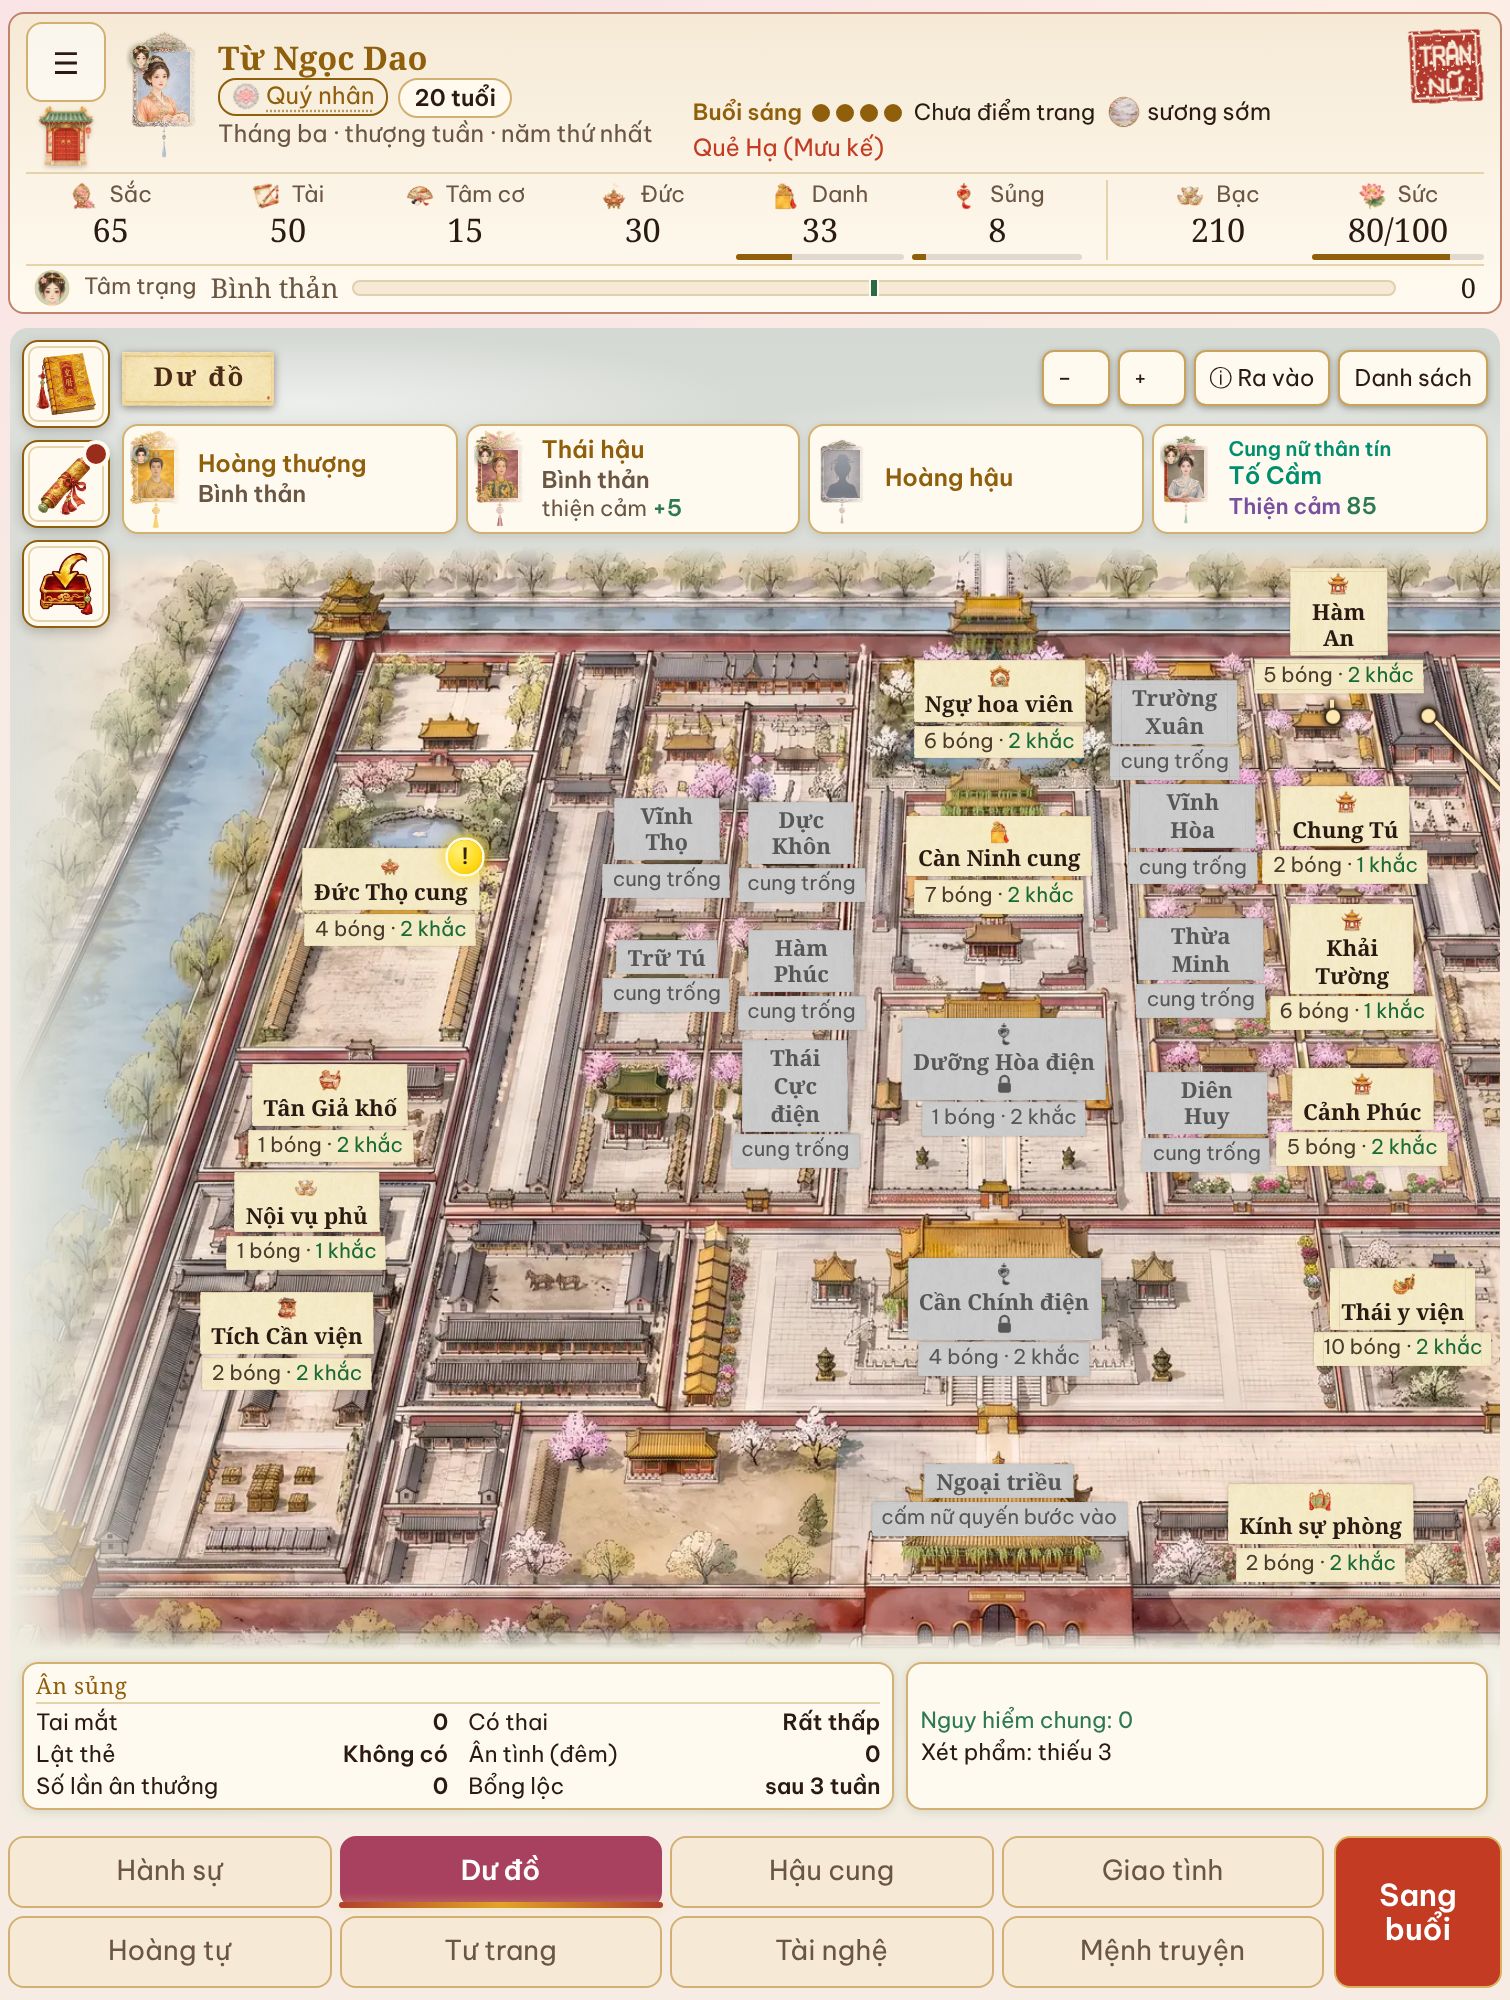 ☰
Từ Ngọc Dao
Quý nhân
20 tuổi
Tháng ba · thượng tuần · năm thứ nhất
Buổi sáng
Chưa điểm trang
sương sớm
Quẻ Hạ (Mưu kế)
TRÂN
NỮ
Sắc
65
Tài
50
Tâm cơ
15
Đức
30
Danh
33
Sủng
8
Bạc
210
Sức
80/100
Tâm trạng
Bình thản
0
Dư đồ
−
+
ⓘ Ra vào
Danh sách
Hoàng thượng
Bình thản
Thái hậu
Bình thản
thiện cảm +5
Hoàng hậu
Cung nữ thân tín
Tố Cầm
Thiện cảm 85
Hàm
An
5 bóng · 2 khắc
Ngự hoa viên
6 bóng · 2 khắc
Trường
Xuân
cung trống
Vĩnh
Thọ
cung trống
Dực
Khôn
cung trống
Càn Ninh cung
7 bóng · 2 khắc
Vĩnh
Hòa
cung trống
Chung Tú
2 bóng · 1 khắc
!
Đức Thọ cung
4 bóng · 2 khắc
Trữ Tú
cung trống
Hàm
Phúc
cung trống
Thừa
Minh
cung trống
Khải
Tường
6 bóng · 1 khắc
Tân Giả khố
1 bóng · 2 khắc
Thái
Cực
điện
cung trống
Dưỡng Hòa điện
1 bóng · 2 khắc
Diên
Huy
cung trống
Cảnh Phúc
5 bóng · 2 khắc
Nội vụ phủ
1 bóng · 1 khắc
Tích Cần viện
2 bóng · 2 khắc
Cần Chính điện
4 bóng · 2 khắc
Thái y viện
10 bóng · 2 khắc
Ngoại triều
cấm nữ quyến bước vào
Kính sự phòng
2 bóng · 2 khắc
Ân sủng
Tai mắt 0
Có thai Rất thấp
Lật thẻ Không có
Ân tình (đêm) 0
Số lần ân thưởng 0
Bổng lộc sau 3 tuần
Nguy hiểm chung: 0
Xét phẩm: thiếu 3
Hành sự
Dư đồ
Hậu cung
Giao tình
Hoàng tự
Tư trang
Tài nghệ
Mệnh truyện
Sang
buổi